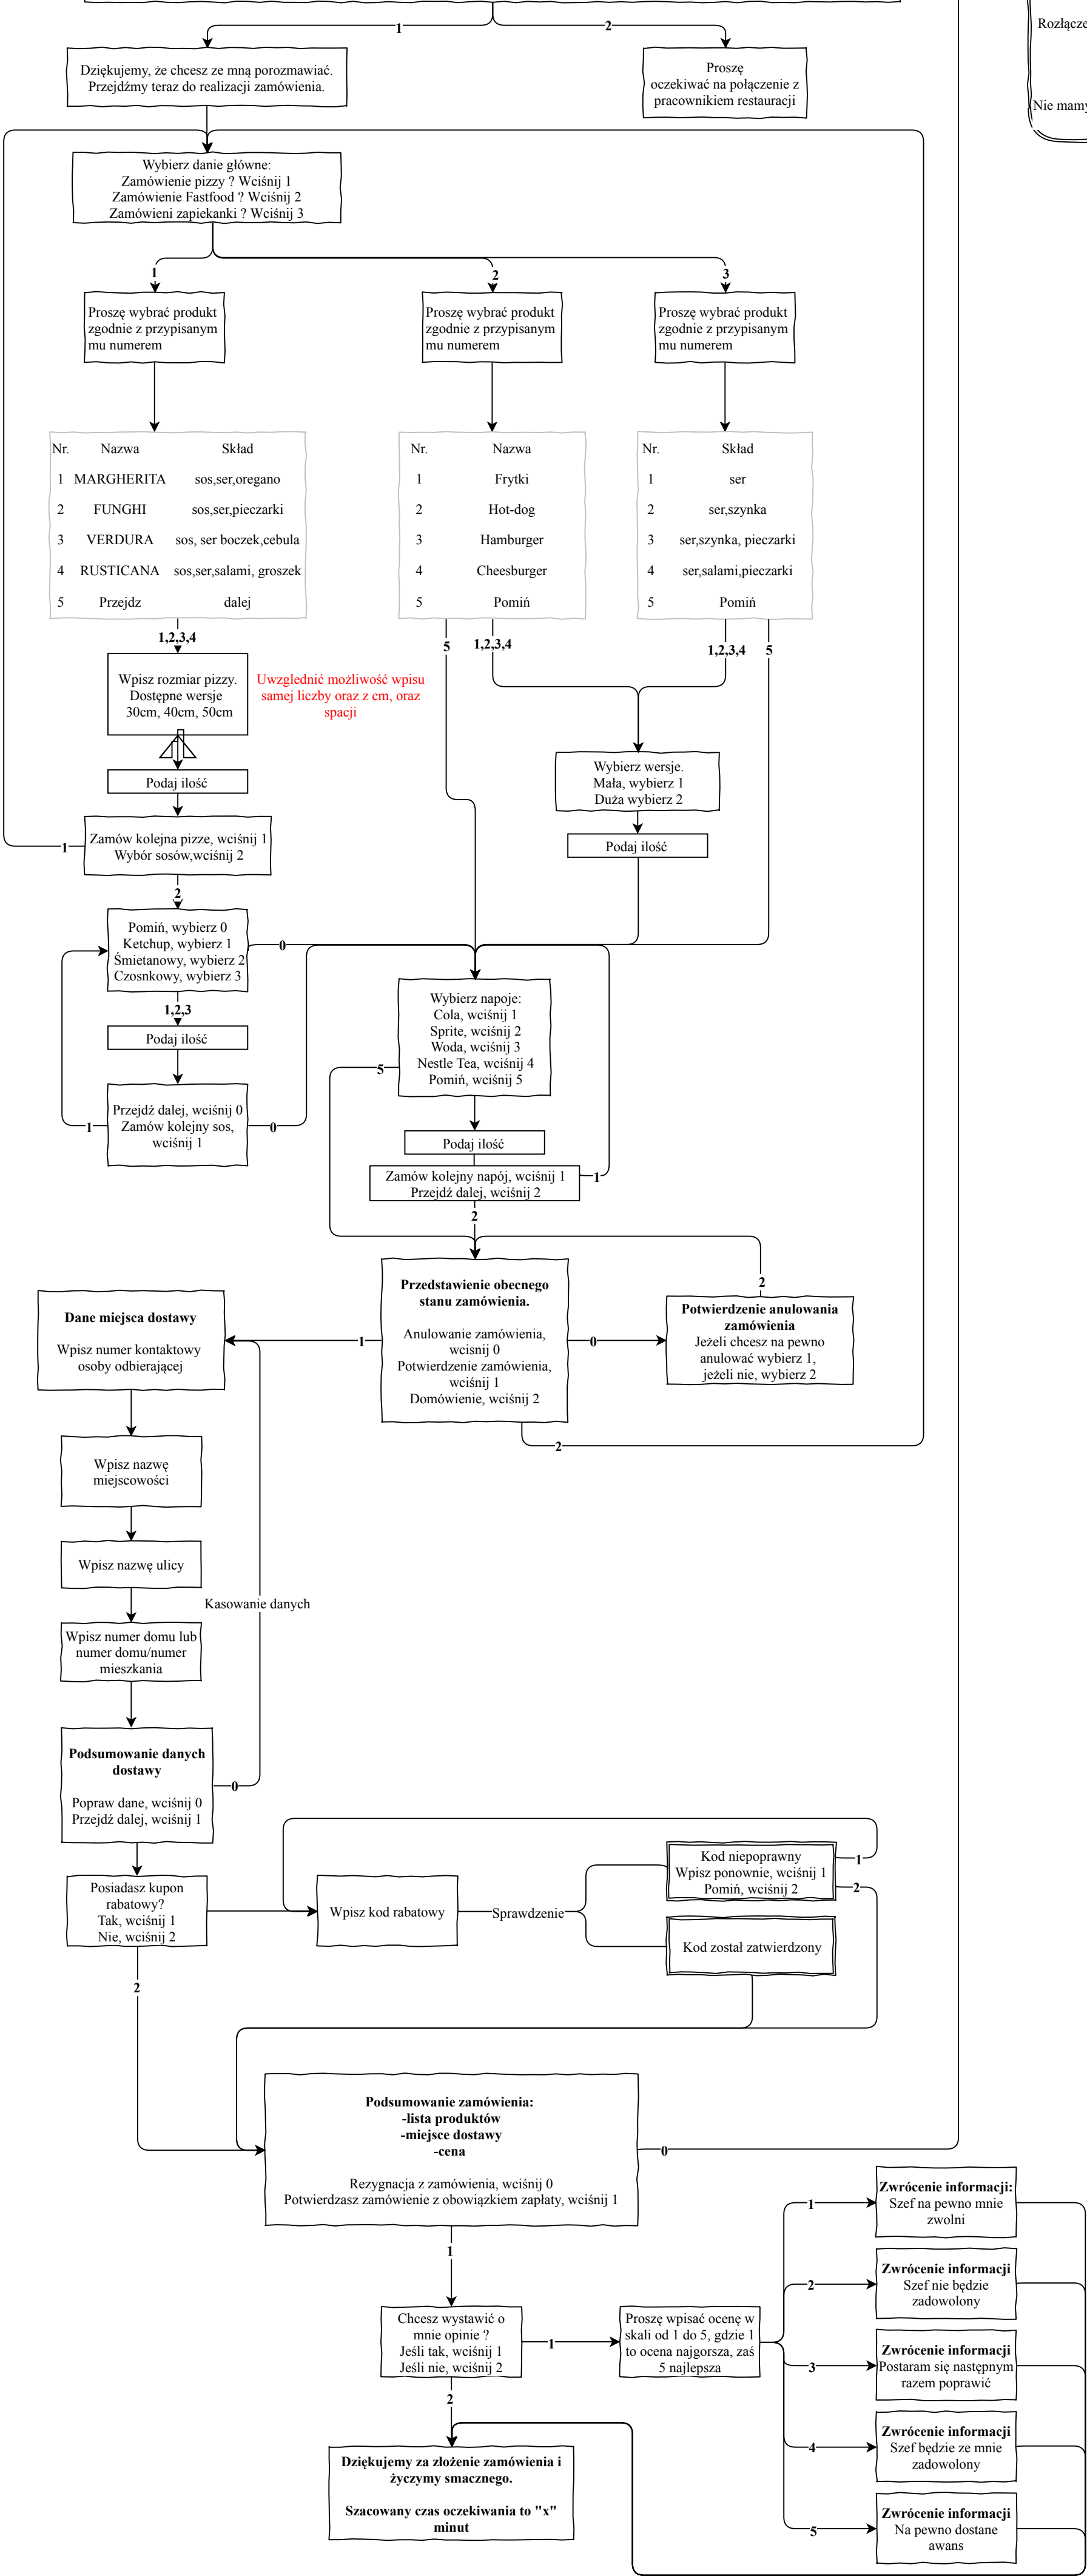 1
2
Rozłącze
Nie mamy
Dziękujemy, że chcesz ze mną porozmawiać.
Przejdźmy teraz do realizacji zamówienia.
Proszę
oczekiwać na połączenie z
pracownikiem restauracji
Wybierz danie główne:
Zamówienie pizzy ? Wciśnij 1
Zamówienie Fastfood ? Wciśnij 2
Zamówieni zapiekanki ? Wciśnij 3
1
2
3
Proszę wybrać produkt
zgodnie z przypisanym
mu numerem
Proszę wybrać produkt
zgodnie z przypisanym
mu numerem
Proszę wybrać produkt
zgodnie z przypisanym
mu numerem
Nr. Nazwa Skład
1 MARGHERITA sos,ser,oregano
2 FUNGHI sos,ser,pieczarki
3 VERDURA sos, ser boczek,cebula
4 RUSTICANA sos,ser,salami, groszek
5 Przejdz dalej
Nr. Nazwa
1 Frytki
2 Hot-dog
3 Hamburger
4 Cheesburger
5 Pomiń
Nr. Skład
1 ser
2 ser,szynka
3 ser,szynka, pieczarki
4 ser,salami,pieczarki
5 Pomiń
1,2,3,4
5
1,2,3,4
1,2,3,4
5
Wpisz rozmiar pizzy.
Dostępne wersje
30cm, 40cm, 50cm
Uwzglednić możliwość wpisu
samej liczby oraz z cm, oraz
spacji
Podaj ilość
Wybierz wersje.
Mała, wybierz 1
Duża wybierz 2
Podaj ilość
Zamów kolejna pizze, wciśnij 1
Wybór sosów,wciśnij 2
1
2
Pomiń, wybierz 0
Ketchup, wybierz 1
Śmietanowy, wybierz 2
Czosnkowy, wybierz 3
0
1,2,3
Podaj ilość
Przejdź dalej, wciśnij 0
Zamów kolejny sos,
wciśnij 1
1
0
Wybierz napoje:
Cola, wciśnij 1
Sprite, wciśnij 2
Woda, wciśnij 3
Nestle Tea, wciśnij 4
Pomiń, wciśnij 5
5
Podaj ilość
Zamów kolejny napój, wciśnij 1
Przejdź dalej, wciśnij 2
1
2
Przedstawienie obecnego
stanu zamówienia.
Anulowanie zamówienia,
wcisnij 0
Potwierdzenie zamówienia,
wciśnij 1
Domówienie, wciśnij 2
1
0
2
2
Potwierdzenie anulowania
zamówienia
Jeżeli chcesz na pewno
anulować wybierz 1,
jeżeli nie, wybierz 2
Dane miejsca dostawy
Wpisz numer kontaktowy
osoby odbierającej
Wpisz nazwę
miejscowości
Wpisz nazwę ulicy
Kasowanie danych
Wpisz numer domu lub
numer domu/numer
mieszkania
Podsumowanie danych
dostawy
Popraw dane, wciśnij 0
Przejdź dalej, wciśnij 1
0
Posiadasz kupon
rabatowy?
Tak, wciśnij 1
Nie, wciśnij 2
2
Wpisz kod rabatowy
Sprawdzenie
Kod niepoprawny
Wpisz ponownie, wciśnij 1
Pomiń, wciśnij 2
1
2
Kod został zatwierdzony
Podsumowanie zamówienia:
-lista produktów
-miejsce dostawy
-cena
Rezygnacja z zamówienia, wciśnij 0
Potwierdzasz zamówienie z obowiązkiem zapłaty, wciśnij 1
0
1
Chcesz wystawić o
mnie opinie ?
Jeśli tak, wciśnij 1
Jeśli nie, wciśnij 2
1
2
Proszę wpisać ocenę w
skali od 1 do 5, gdzie 1
to ocena najgorsza, zaś
5 najlepsza
1
Zwrócenie informacji:
Szef na pewno mnie
zwolni
2
Zwrócenie informacji
Szef nie będzie
zadowolony
3
Zwrócenie informacji
Postaram się następnym
razem poprawić
4
Zwrócenie informacji
Szef będzie ze mnie
zadowolony
5
Zwrócenie informacji
Na pewno dostane
awans
Dziękujemy za złożenie zamówienia i
życzymy smacznego.
Szacowany czas oczekiwania to "x"
minut